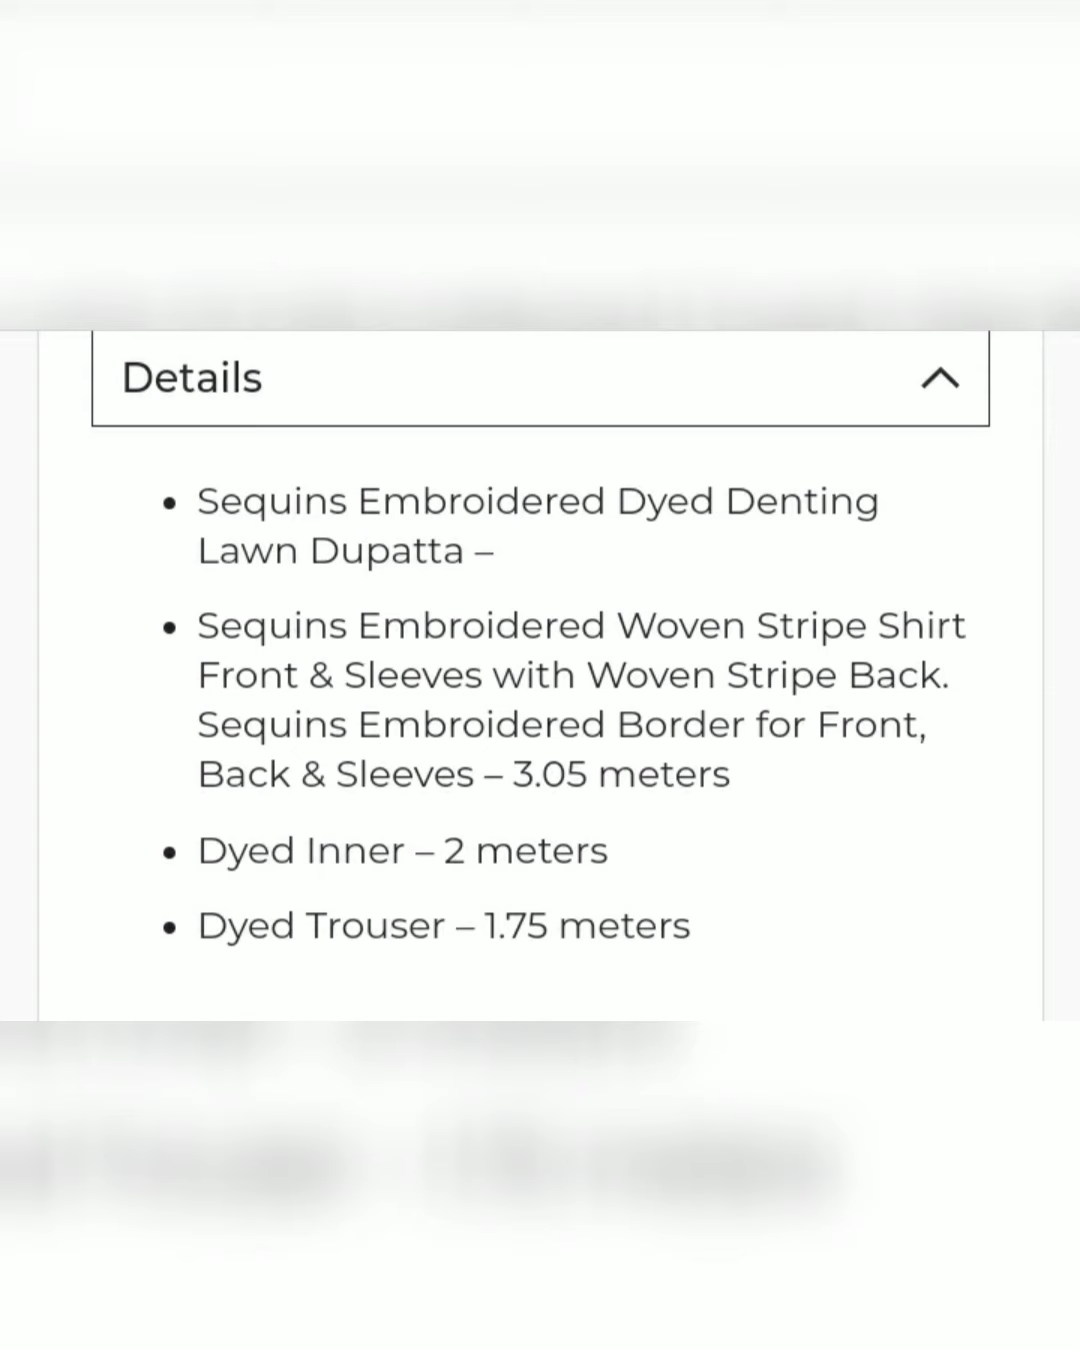 Details
• Sequins Embroidered Dyed Denting
Lawn Dupatta –
• Sequins Embroidered Woven Stripe Shirt
Front & Sleeves with Woven Stripe Back.
Sequins Embroidered Border for Front,
Back & Sleeves – 3.05 meters
• Dyed Inner – 2 meters
• Dyed Trouser – 1.75 meters